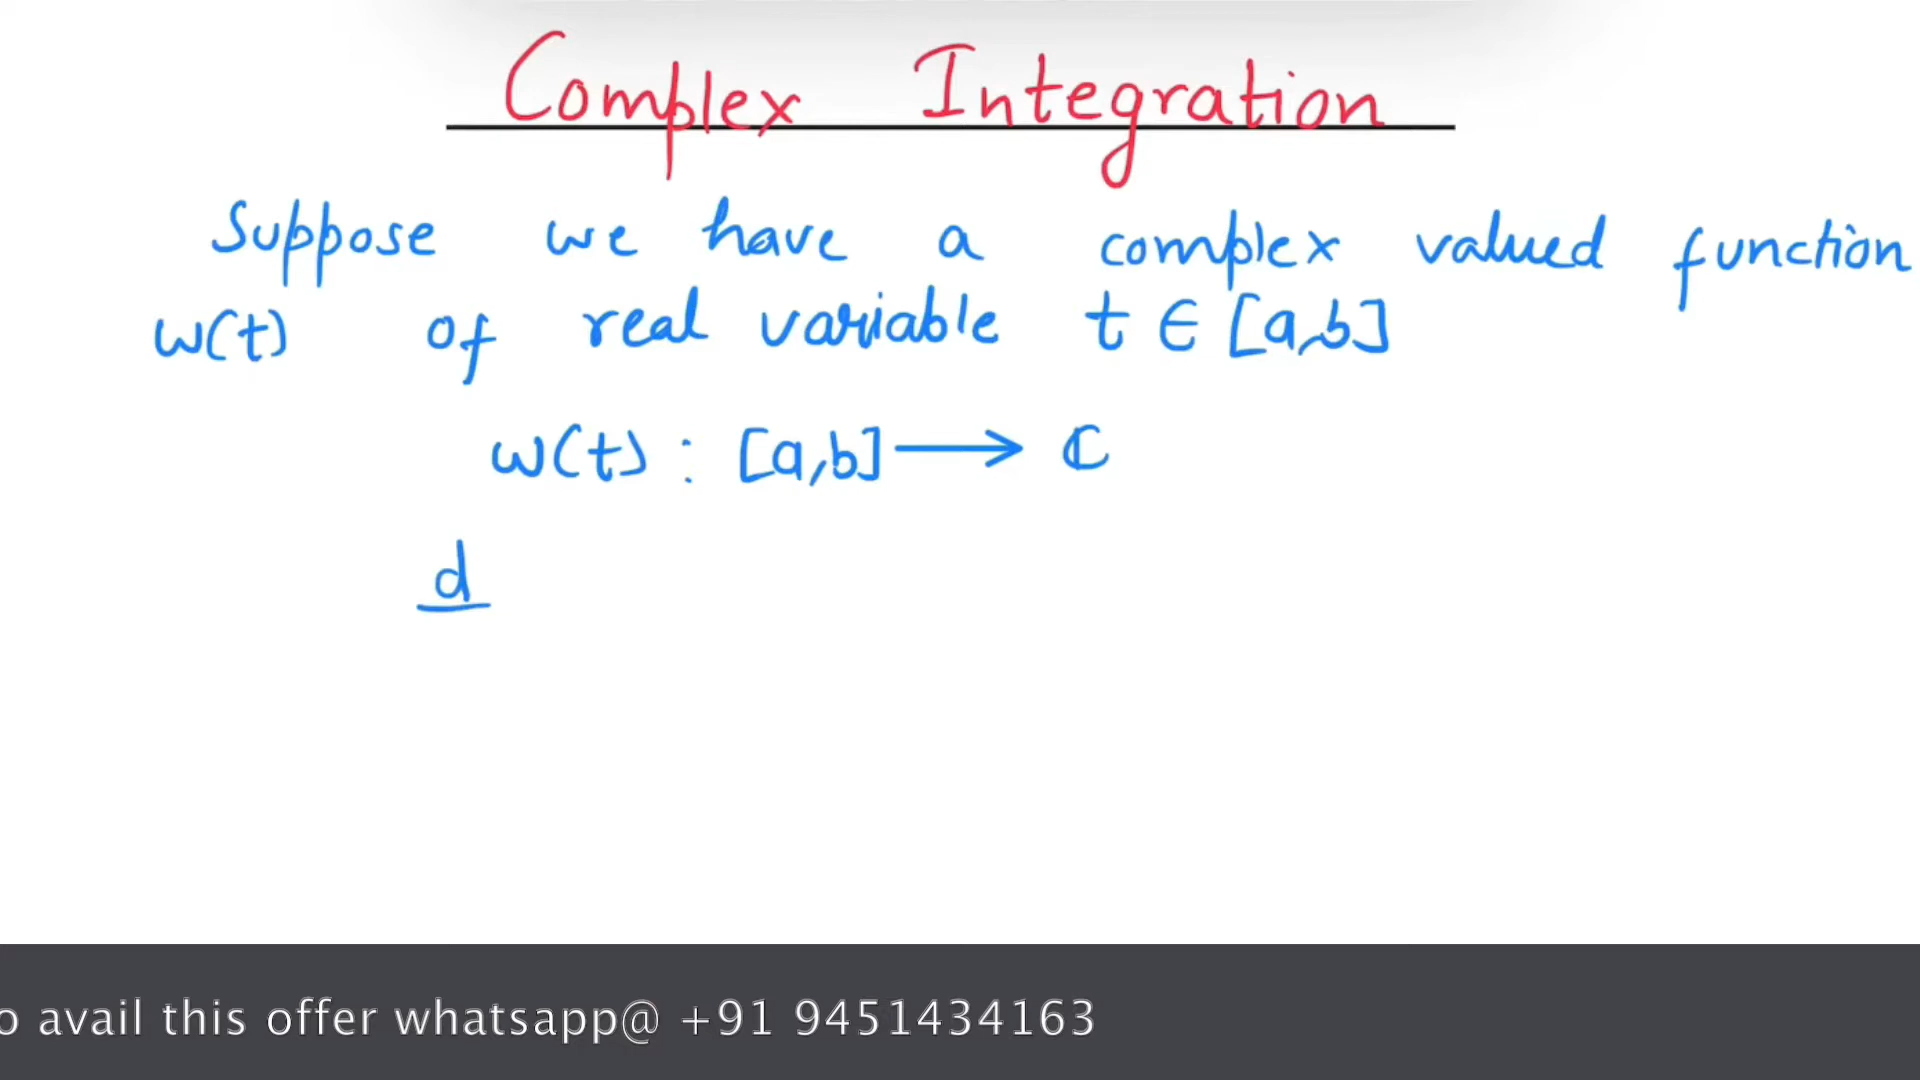 Complex Integration
Suppose we have a complex valued function
w(t) of real variable t ∈ [a,b]
w(t) : [a,b] ⟶ ℂ
d
o avail this offer whatsapp@ +91 9451434163